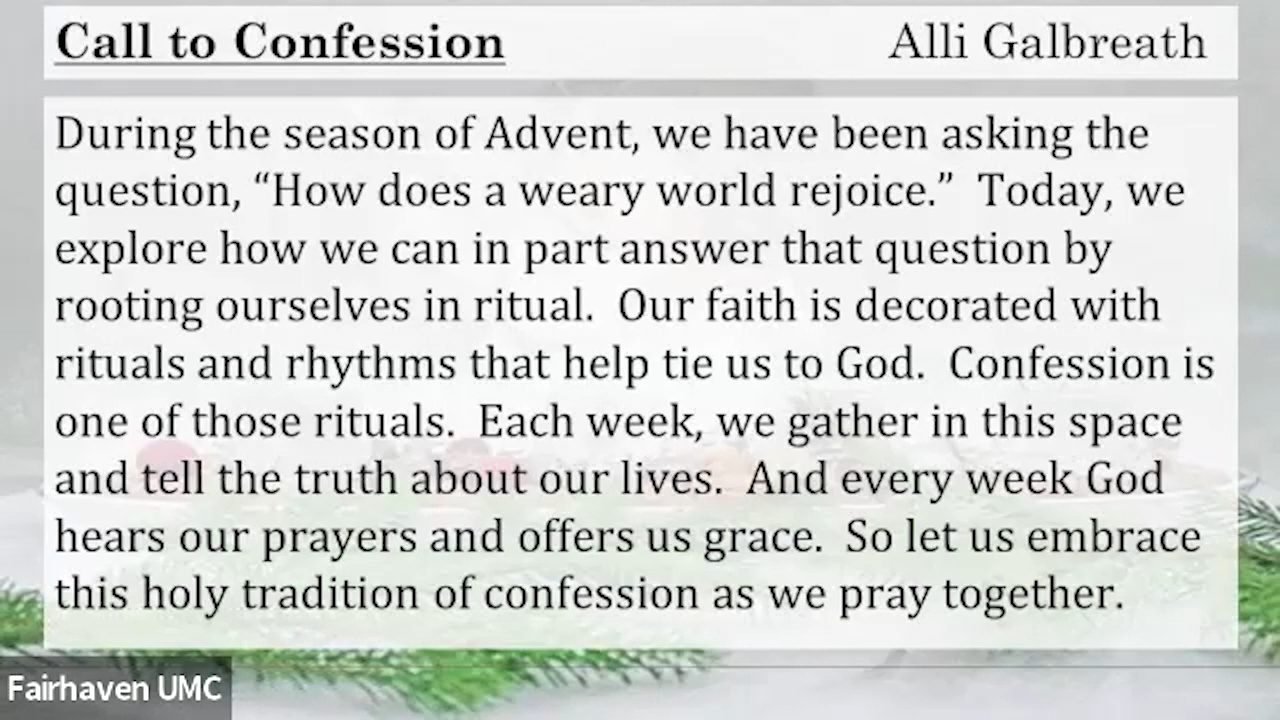 Call to Confession Alli Galbreath
During the season of Advent, we have been asking the
question, “How does a weary world rejoice.”  Today, we
explore how we can in part answer that question by
rooting ourselves in ritual.  Our faith is decorated with
rituals and rhythms that help tie us to God.  Confession is
one of those rituals.  Each week, we gather in this space
and tell the truth about our lives.  And every week God
hears our prayers and offers us grace.  So let us embrace
this holy tradition of confession as we pray together.
Fairhaven UMC